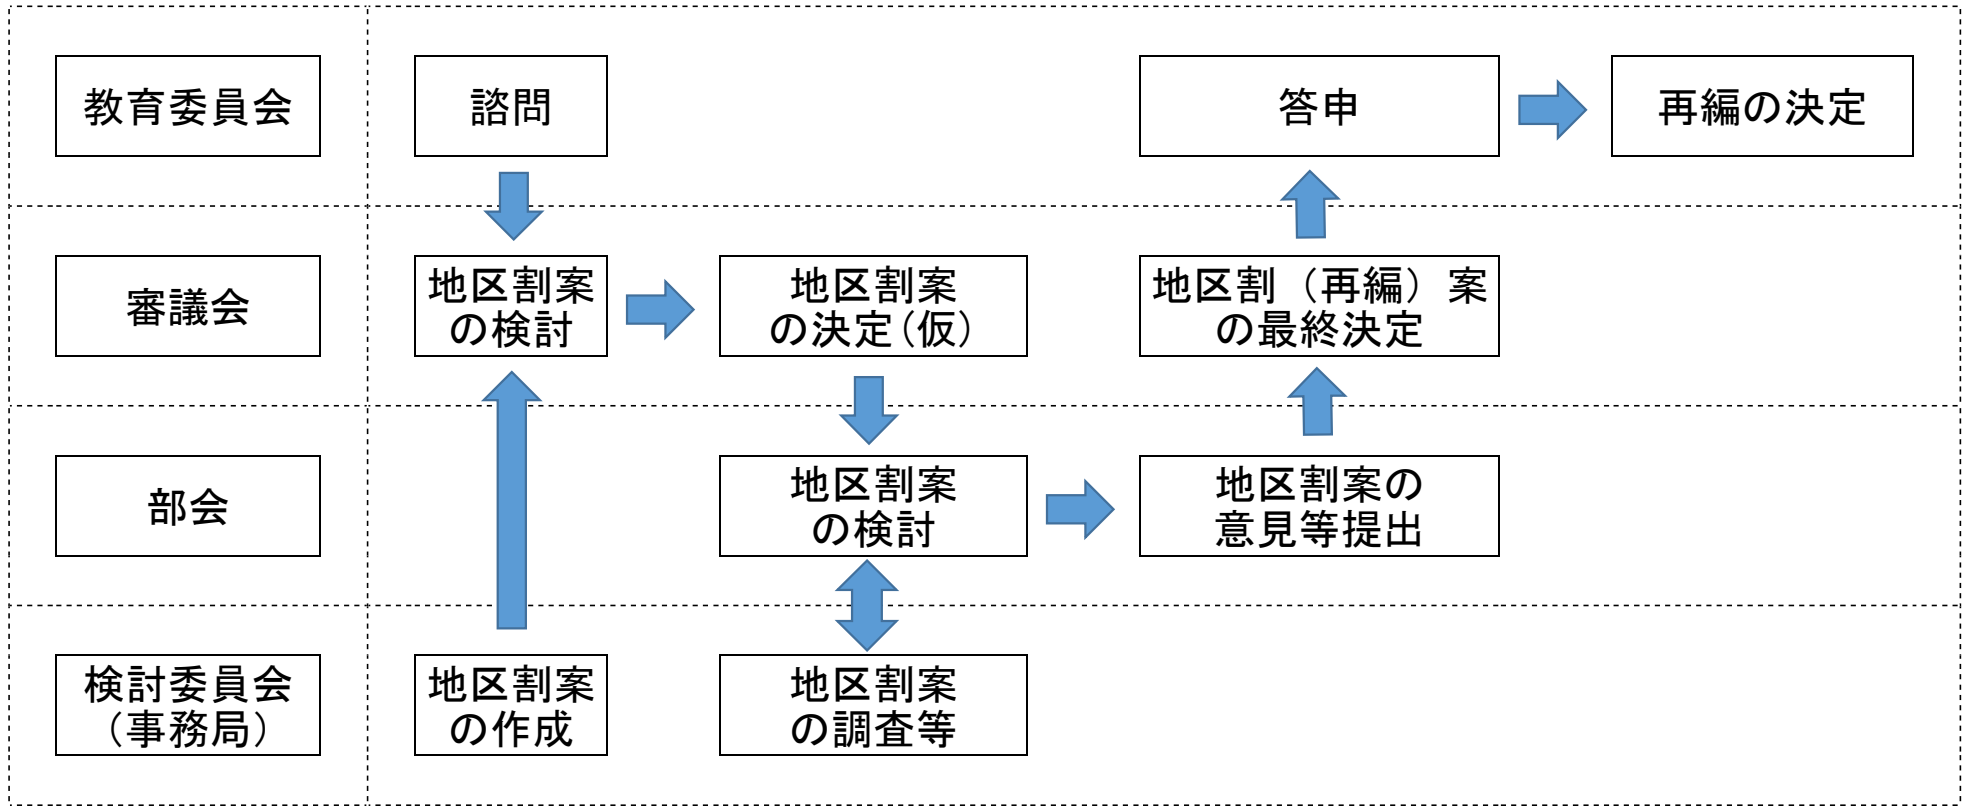 教育委員会
諮問
答申
再編の決定
審議会
地区割案
の検討
地区割案
の決定(仮)
地区割（再編）案
の最終決定
部会
地区割案
の検討
地区割案の
意見等提出
検討委員会
（事務局）
地区割案
の作成
地区割案
の調査等